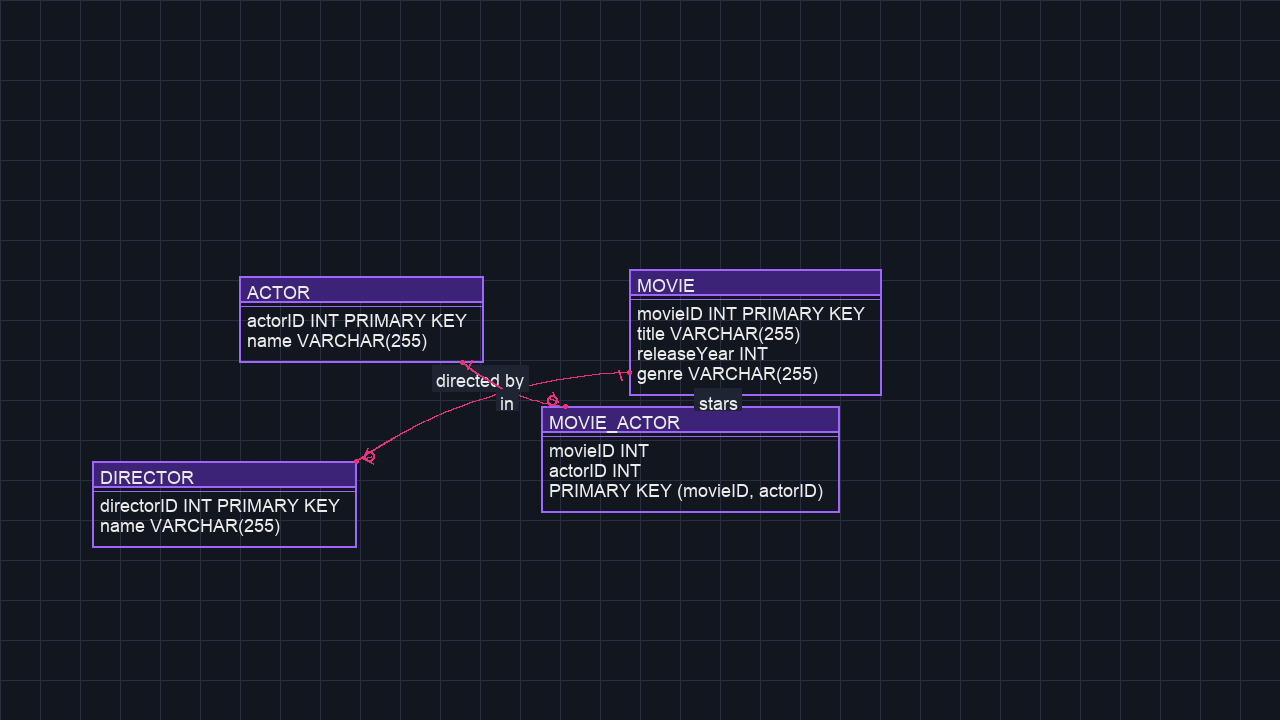 ACTOR
actorID INT PRIMARY KEY
name VARCHAR(255)
MOVIE
movieID INT PRIMARY KEY
title VARCHAR(255)
releaseYear INT
genre VARCHAR(255)
directed by
in
stars
MOVIE_ACTOR
movieID INT
actorID INT
PRIMARY KEY (movieID, actorID)
DIRECTOR
directorID INT PRIMARY KEY
name VARCHAR(255)